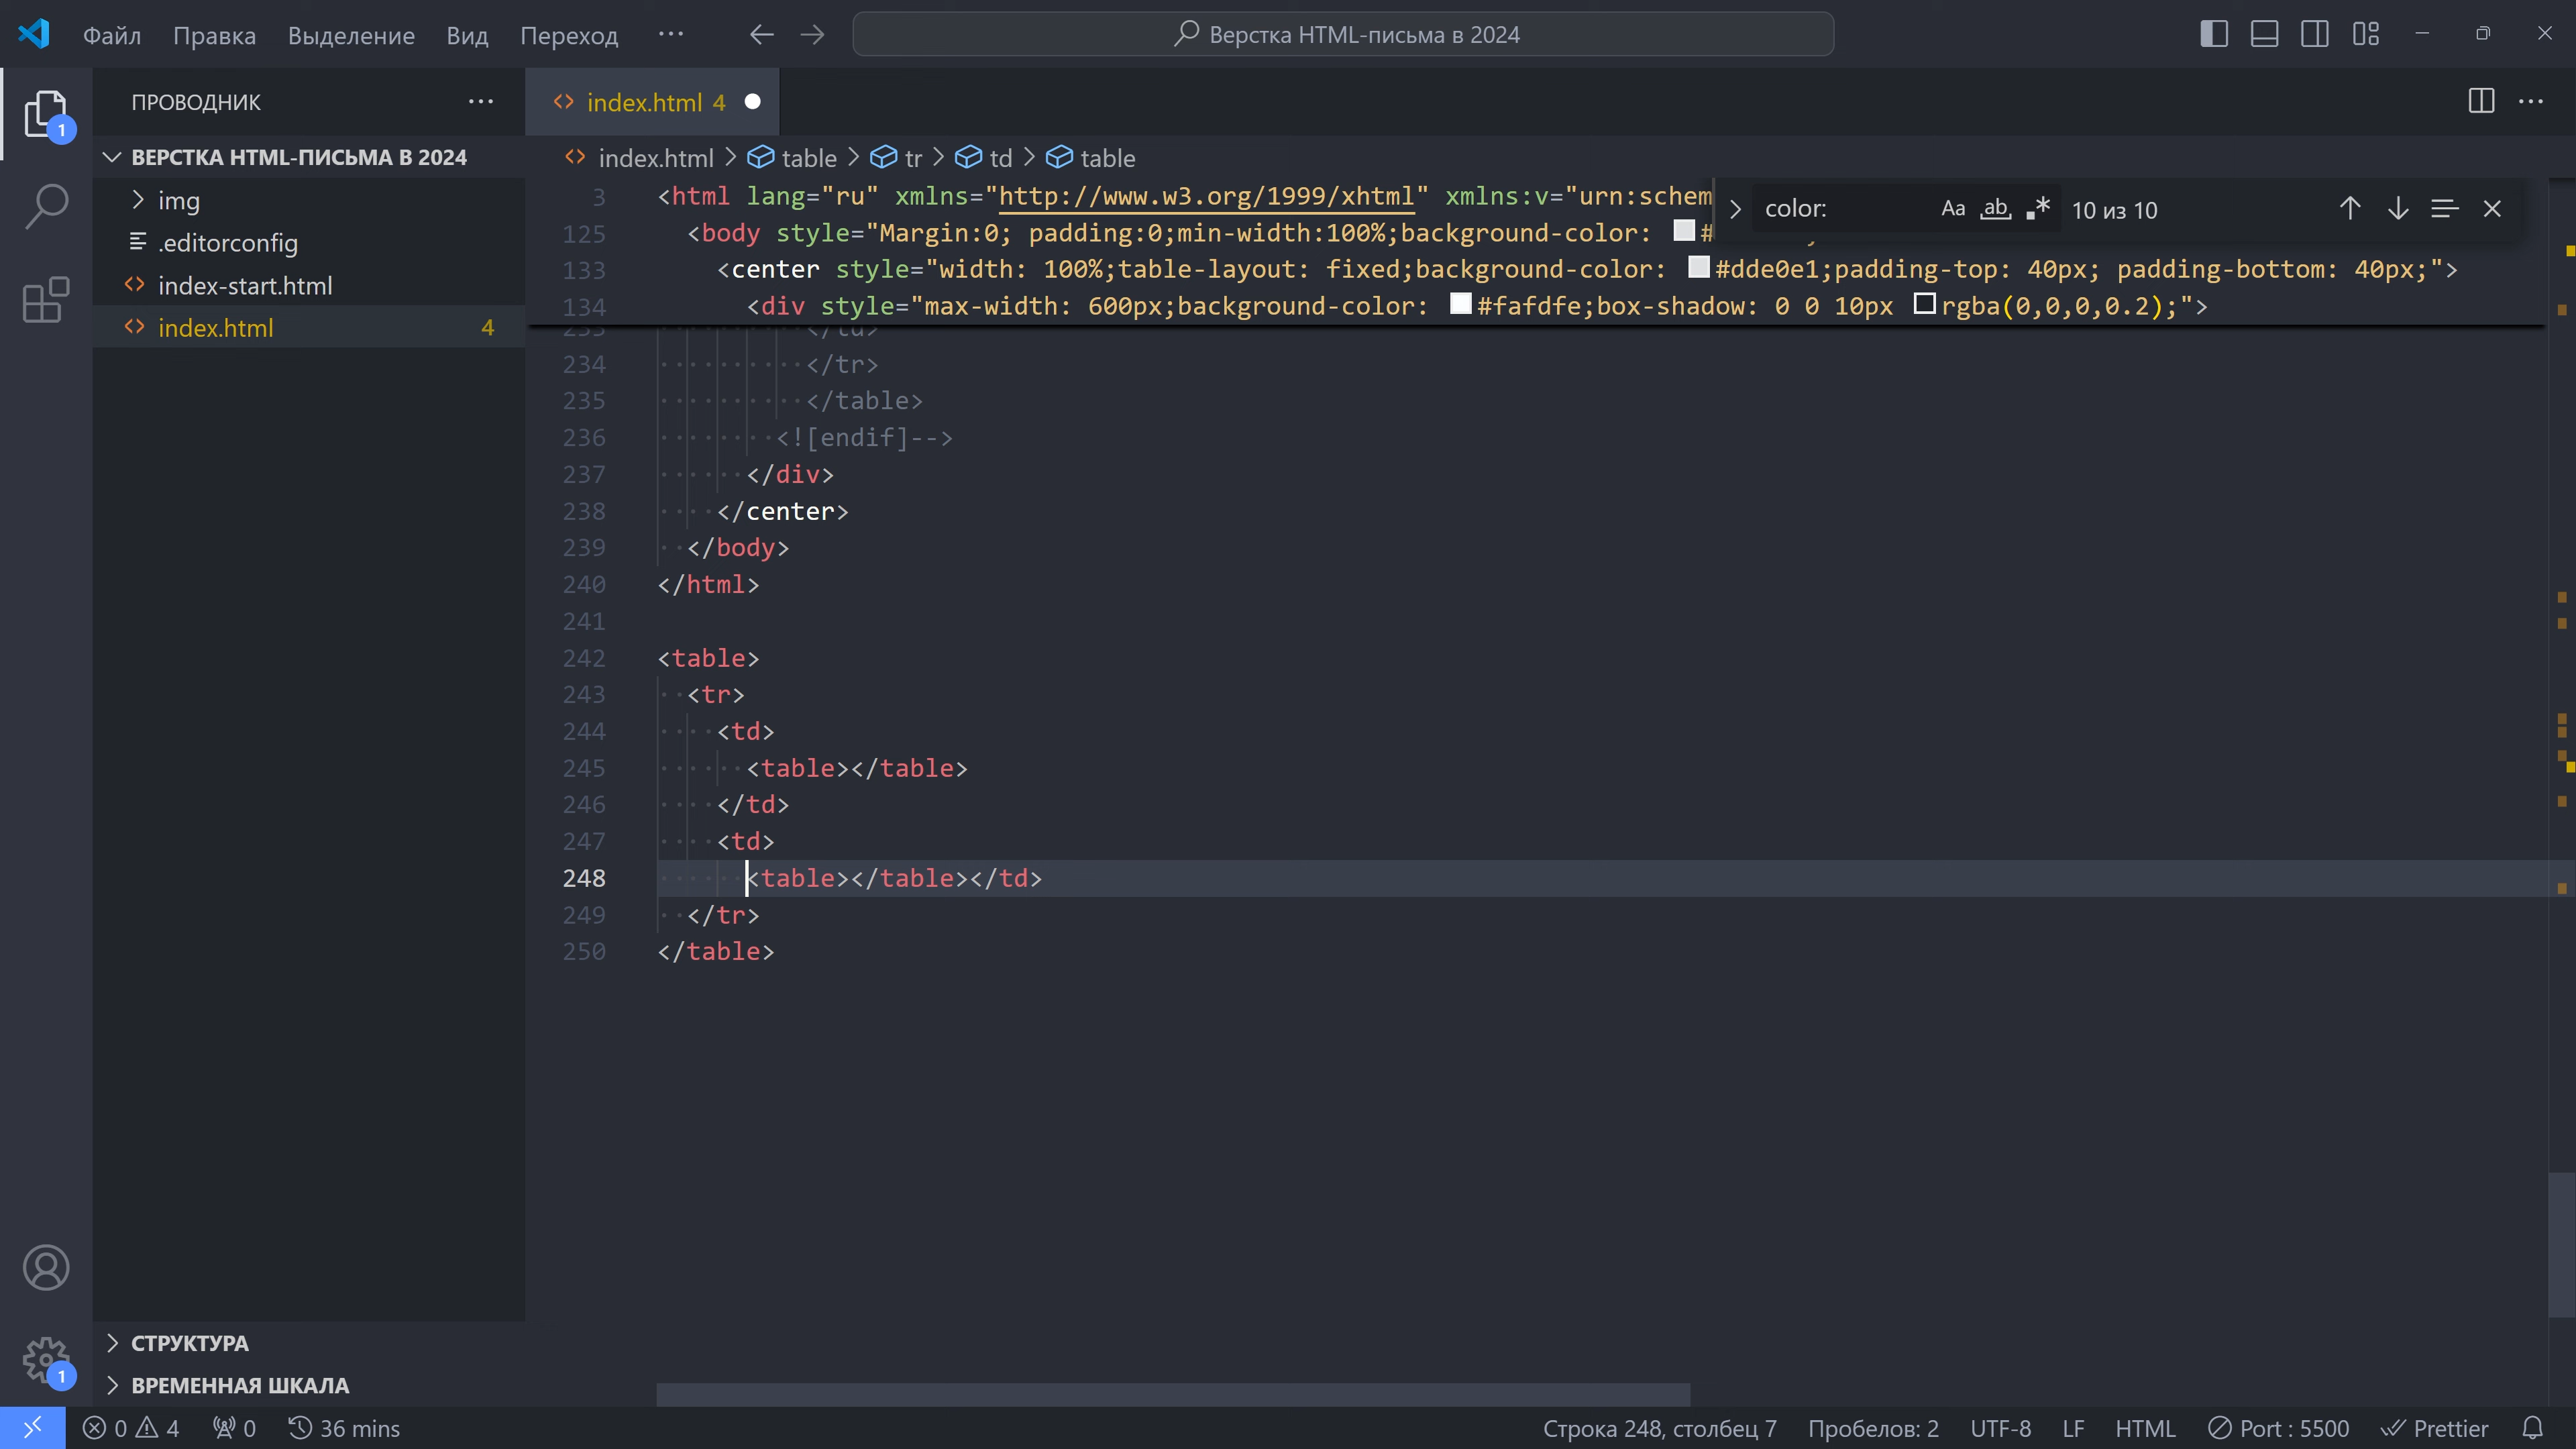 Файл Правка Выделение Вид Переход ··· Верстка HTML-письма в 2024
ПРОВОДНИК ···
index.html 4
1
ВЕРСТКА HTML-ПИСЬМА В 2024
img
.editorconfig
index-start.html
index.html 4
index.html > table > tr > td > table
color: Aa ab 10 из 10
3 <html lang="ru" xmlns="http://www.w3.org/1999/xhtml" xmlns:v="urn:schem
125 <body style="Margin:0; padding:0;min-width:100%;background-color: #
133 <center style="width: 100%;table-layout: fixed;background-color: #dde0e1;padding-top: 40px; padding-bottom: 40px;">
134 <div style="max-width: 600px;background-color: #fafdfe;box-shadow: 0 0 10px rgba(0,0,0,0.2);">
233 </td>
234 </tr>
235 </table>
236 <![endif]-->
237 </div>
238 </center>
239 </body>
240 </html>
241
242 <table>
243 <tr>
244 <td>
245 <table></table>
246 </td>
247 <td>
248 <table></table></td>
249 </tr>
250 </table>
СТРУКТУРА
ВРЕМЕННАЯ ШКАЛА
1
0 4 0 36 mins Строка 248, столбец 7 Пробелов: 2 UTF-8 LF HTML Port : 5500 Prettier